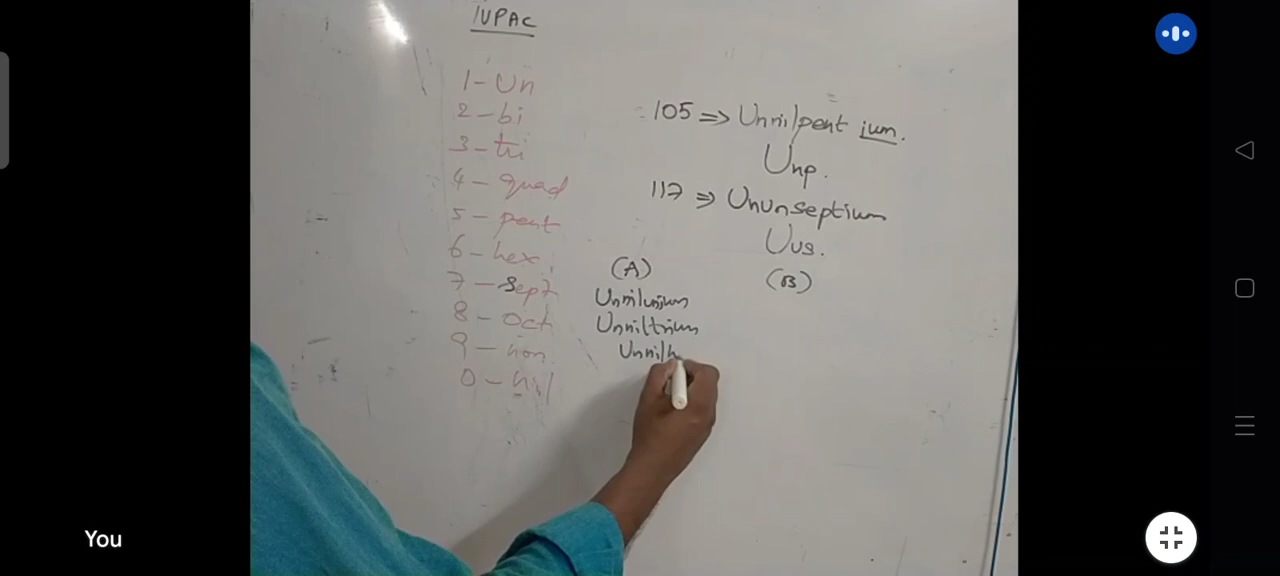 IUPAC
1 - Un
2 - bi
3 - tri
4 - quad
5 - pent
6 - hex
7 - sept
8 - oct
9 - non
0 - nil
105 ⇒ Unnilpent ium.
Unp.
117 ⇒ Ununseptium
Uus.
(A)
Unnilunium
Unniltrium
Unnilh
(B)
You